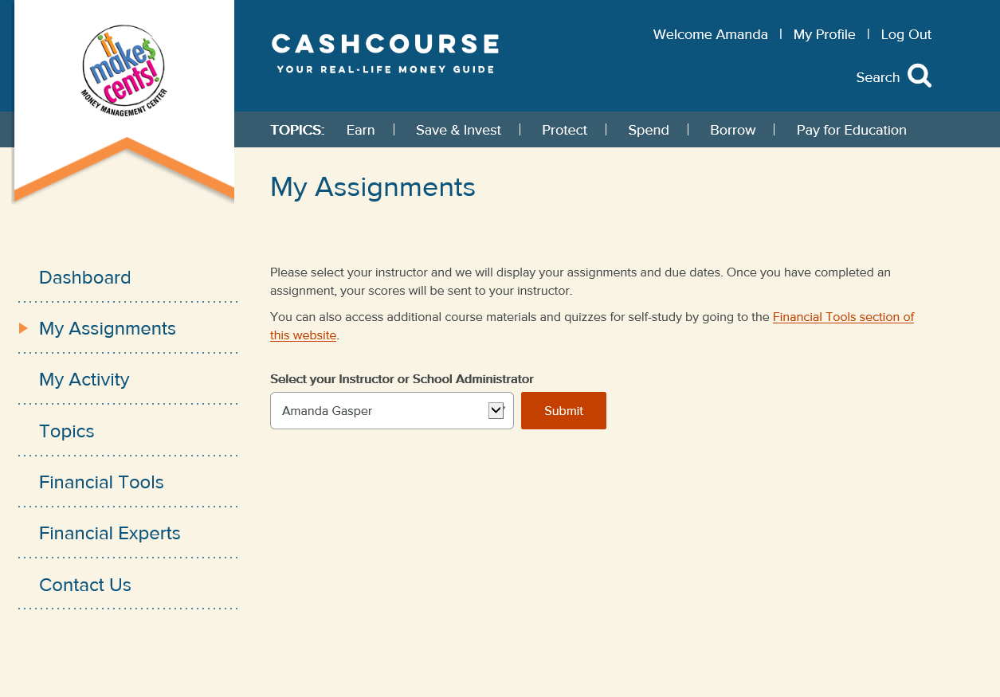 it
make$
cents!
MONEY MANAGEMENT CENTER
CASHCOURSE
YOUR REAL-LIFE MONEY GUIDE
Welcome Amanda | My Profile | Log Out
Search
TOPICS: Earn | Save & Invest | Protect | Spend | Borrow | Pay for Education
My Assignments
Dashboard
My Assignments
My Activity
Topics
Financial Tools
Financial Experts
Contact Us
Please select your instructor and we will display your assignments and due dates. Once you have completed an
assignment, your scores will be sent to your instructor.
You can also access additional course materials and quizzes for self-study by going to the Financial Tools section of
this website.
Select your Instructor or School Administrator
Amanda Gasper
Submit